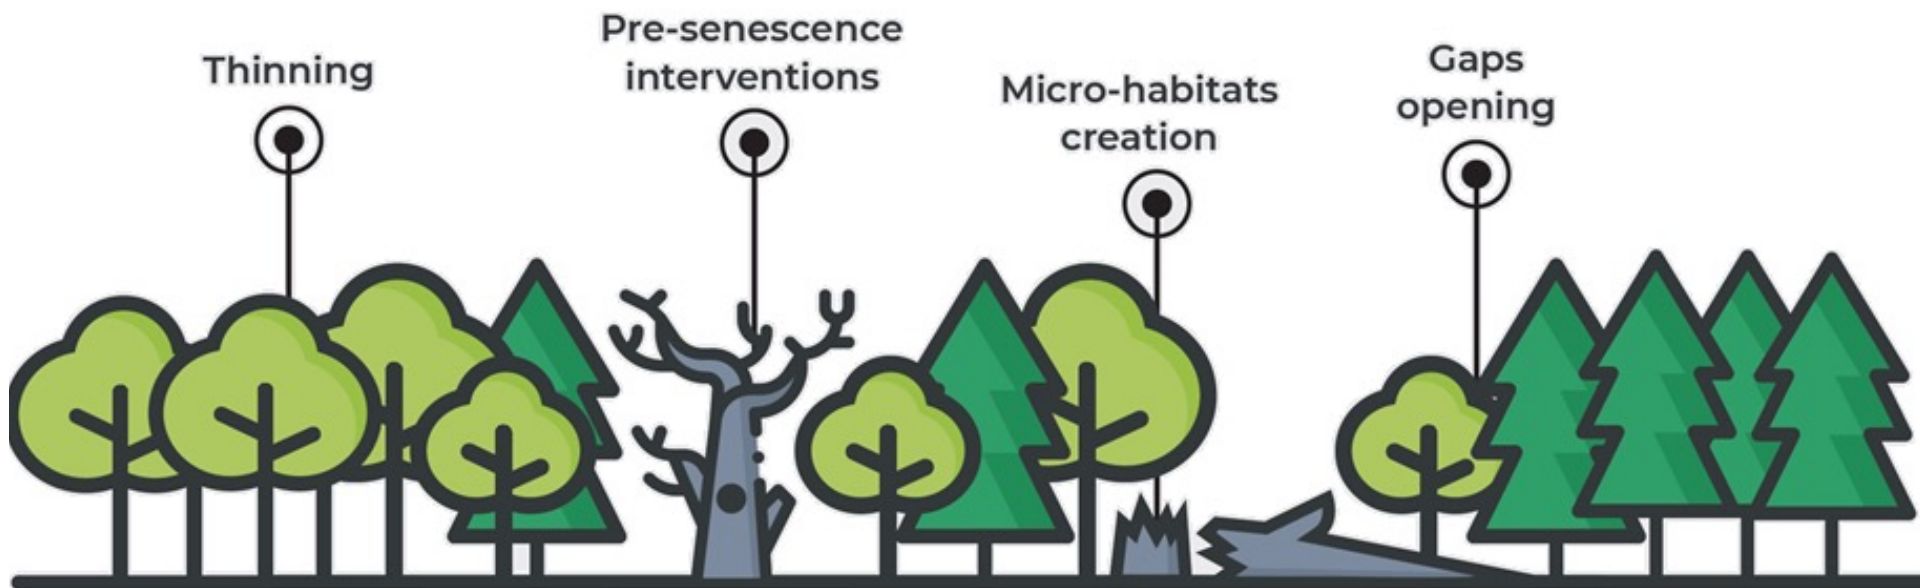 Thinning
Pre-senescence
interventions
Micro-habitats
creation
Gaps
opening